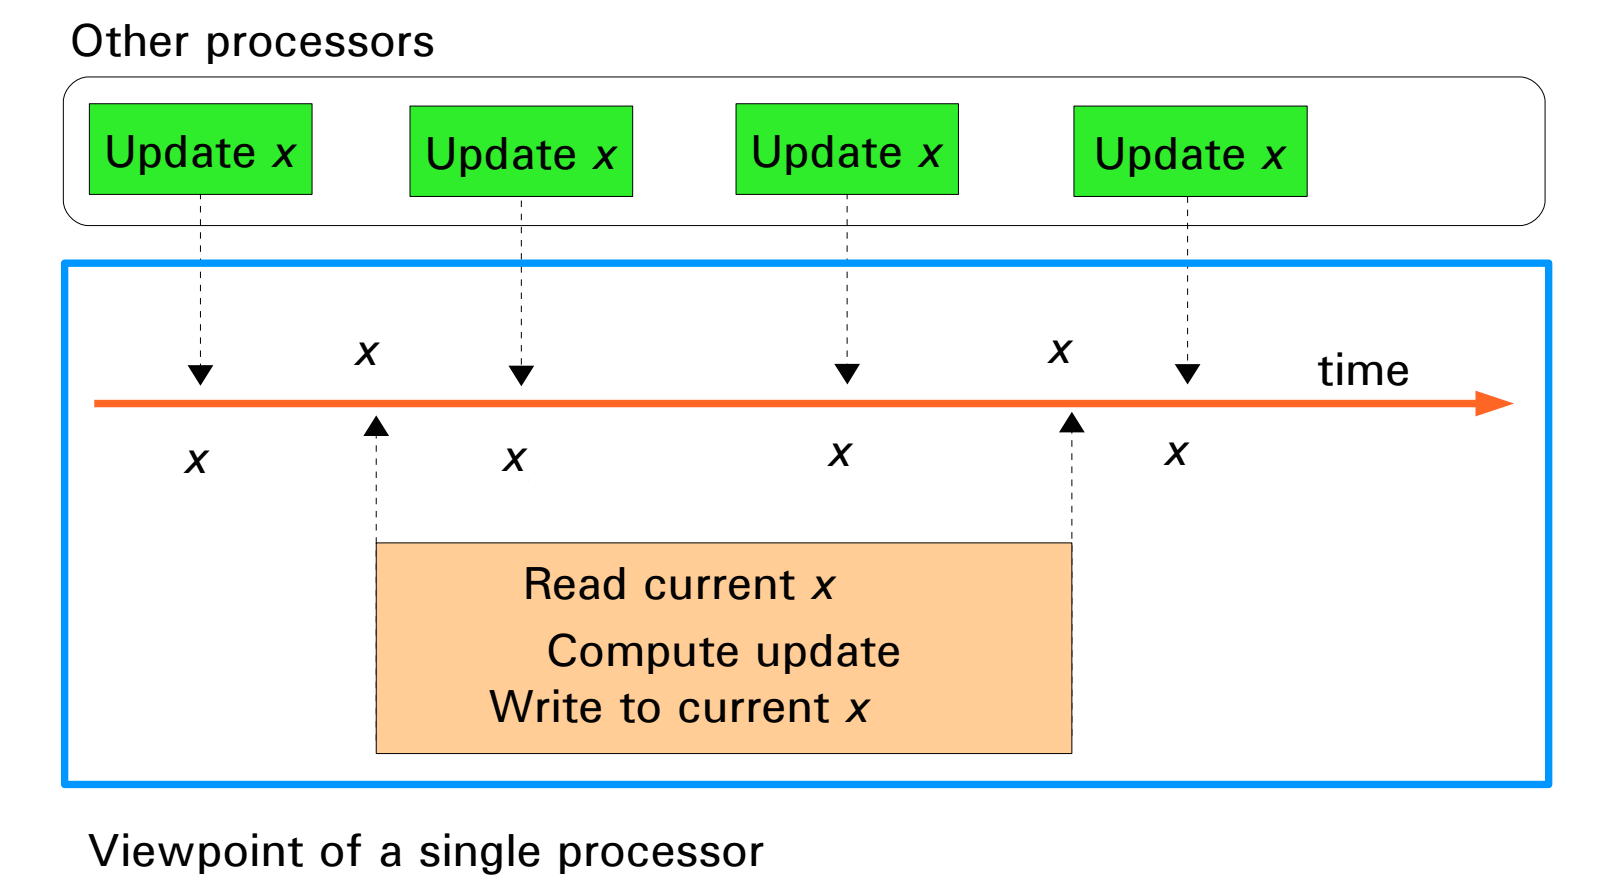 Other processors
Update x Update x Update x Update x
x x
time
x x x x
Read current x
Compute update
Write to current x
Viewpoint of a single processor